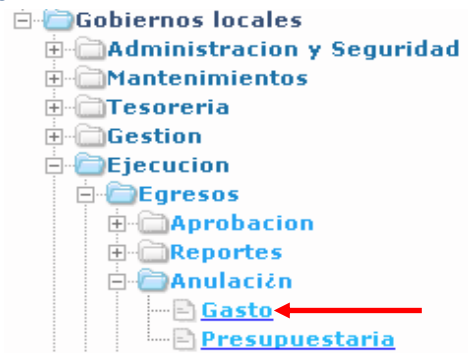 Gobiernos locales
Administracion y Seguridad
Mantenimientos
Tesoreria
Gestion
Ejecucion
Egresos
Aprobacion
Reportes
Anulaci¿n
Gasto
Presupuestaria